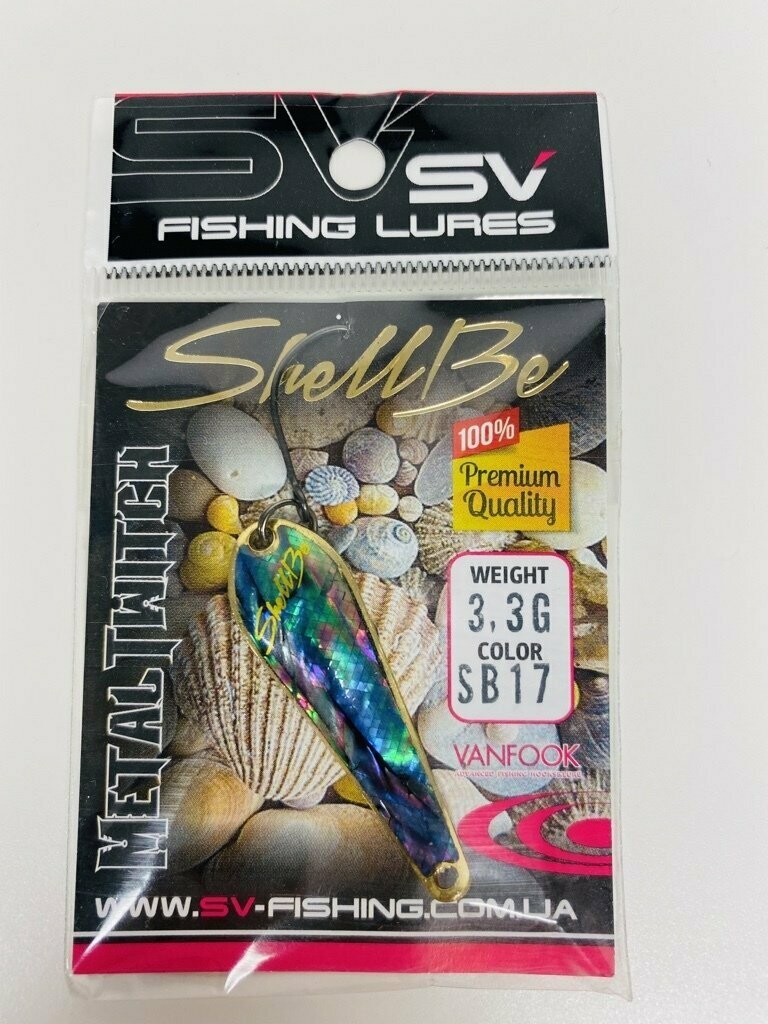 SV
SV
FISHING LURES
ShellBe
100%
Premium
Quality
METAL TWITCH
ShellBe
WEIGHT
3,3G
COLOR
SB17
VANFOOK
WWW.SV-FISHING.COM.UA